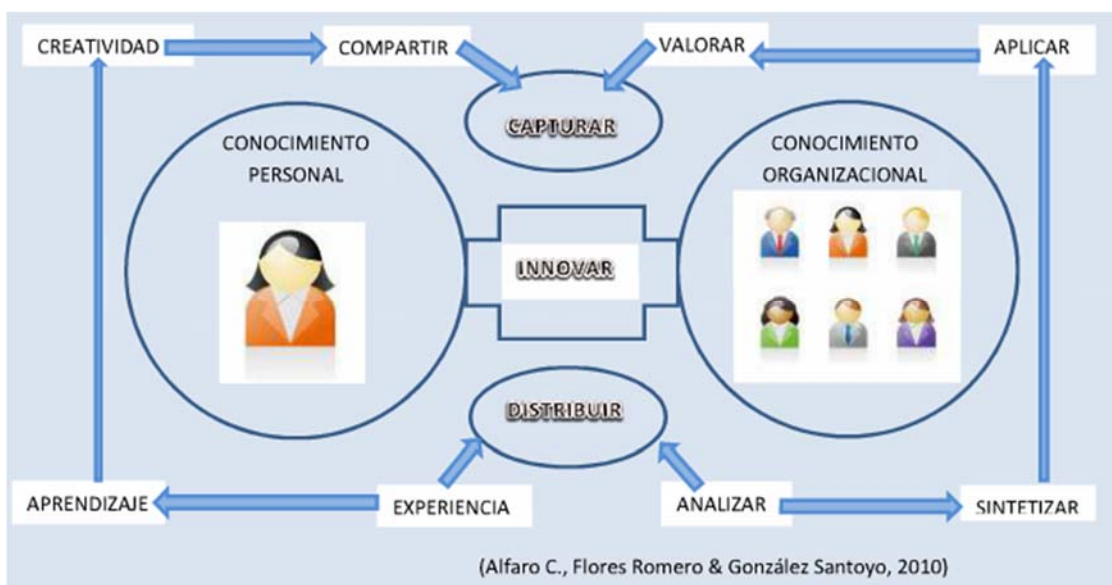 CREATIVIDAD
COMPARTIR
VALORAR
APLICAR
CAPTURAR
CONOCIMIENTO
PERSONAL
CONOCIMIENTO
ORGANIZACIONAL
INNOVAR
DISTRIBUIR
APRENDIZAJE
EXPERIENCIA
ANALIZAR
SINTETIZAR
(Alfaro C., Flores Romero & González Santoyo, 2010)